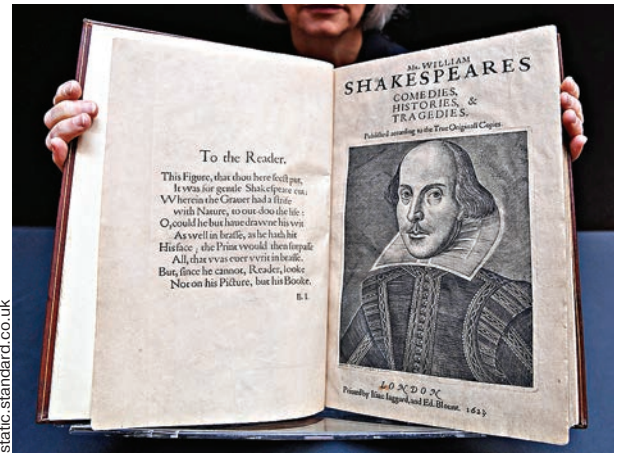 To the Reader.
This Figure, that thou here seest put,
It was for gentle Shakespeare cut;
VVherein the Grauer had a strife
with Nature, to out-doo the life :
O, could he but haue dravvne his wit
As well in brasse, as he hath hit
His face ; the Print would then surpasse
All, that vvas euer vvrit in brasse.
But, since he cannot, Reader, looke
Not on his Picture, but his Booke.
B. I.
Mr. WILLIAM
SHAKESPEARES
COMEDIES,
HISTORIES, &
TRAGEDIES.
Published according to the True Originall Copies.
LONDON
Printed by Isaac Iaggard, and Ed. Blount. 1623
static.standard.co.uk